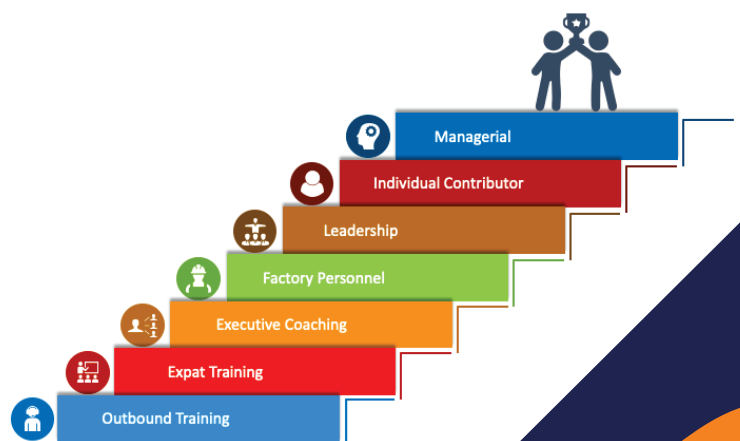 Managerial
Individual Contributor
Leadership
Factory Personnel
Executive Coaching
Expat Training
Outbound Training